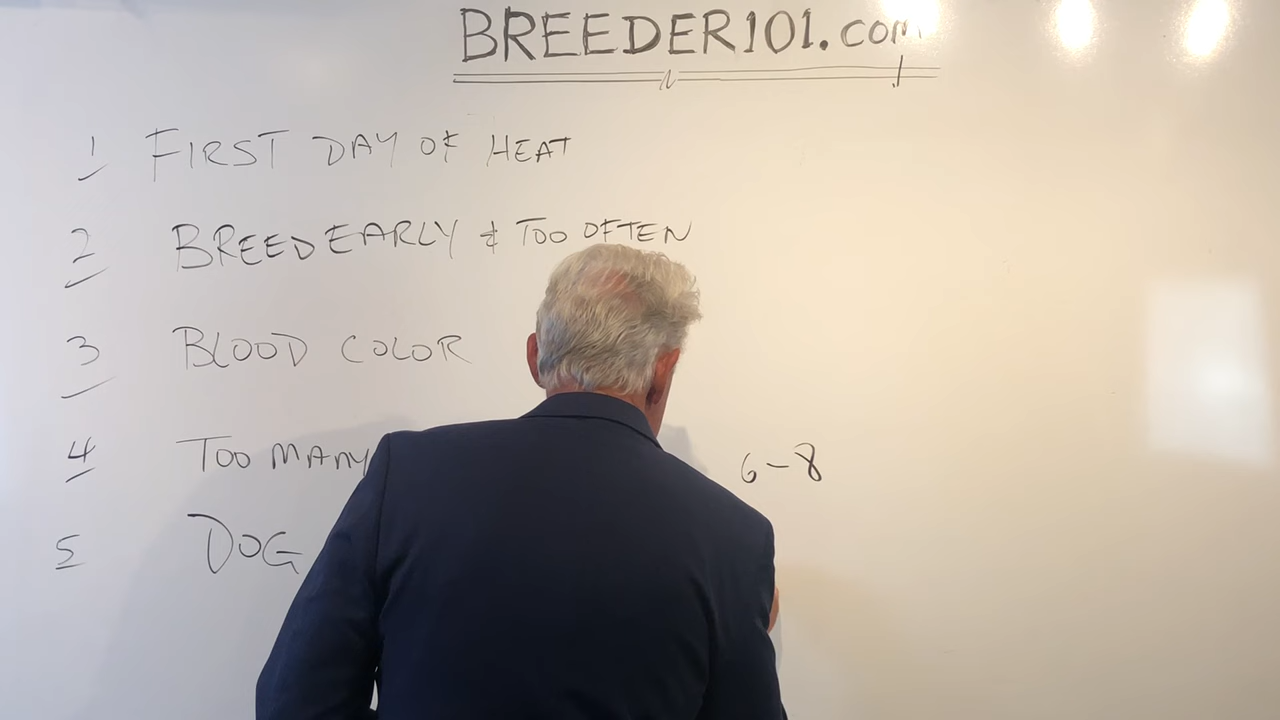 BREEDER101.com
1 FIRST DAY OF HEAT
2 BREED EARLY & TOO OFTEN
3 BLOOD COLOR
4 TOO MANY 6-8
5 DOG